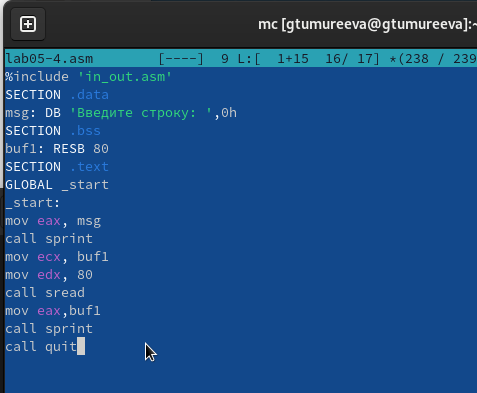 mc [gtumureeva@gtumureeva]:~
lab05-4.asm [----] 9 L:[ 1+15 16/ 17] *(238 / 239
%include 'in_out.asm'
SECTION .data
msg: DB 'Введите строку: ',0h
SECTION .bss
buf1: RESB 80
SECTION .text
GLOBAL _start
_start:
mov eax, msg
call sprint
mov ecx, buf1
mov edx, 80
call sread
mov eax,buf1
call sprint
call quit